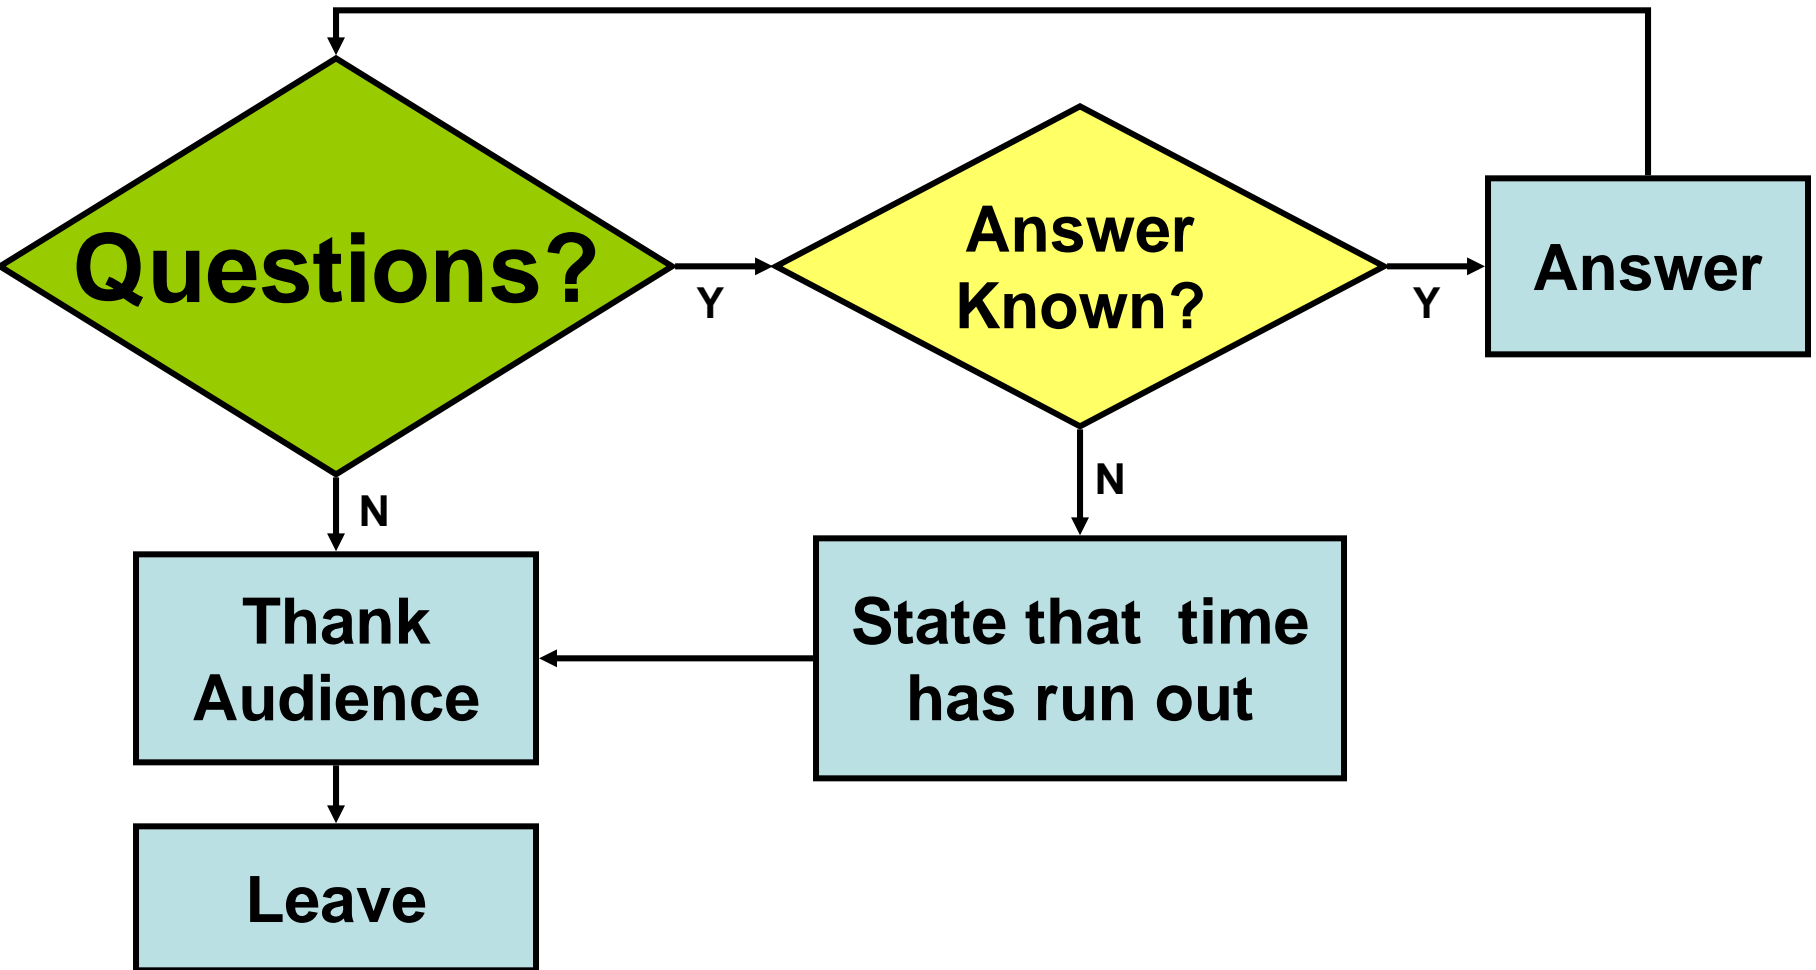 Questions?
Y
Answer
Known?
Y
Answer
N
N
Thank
Audience
State that  time
has run out
Leave